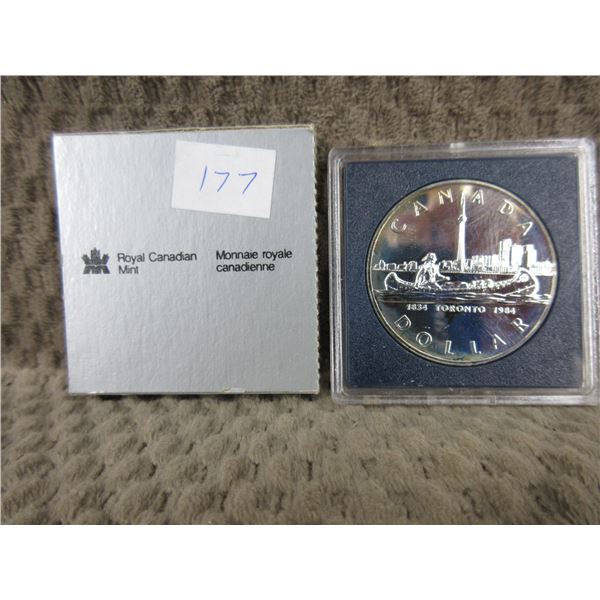 177
Royal Canadian
Mint
Monnaie royale
canadienne
CANADA
1834 TORONTO 1984
DOLLAR